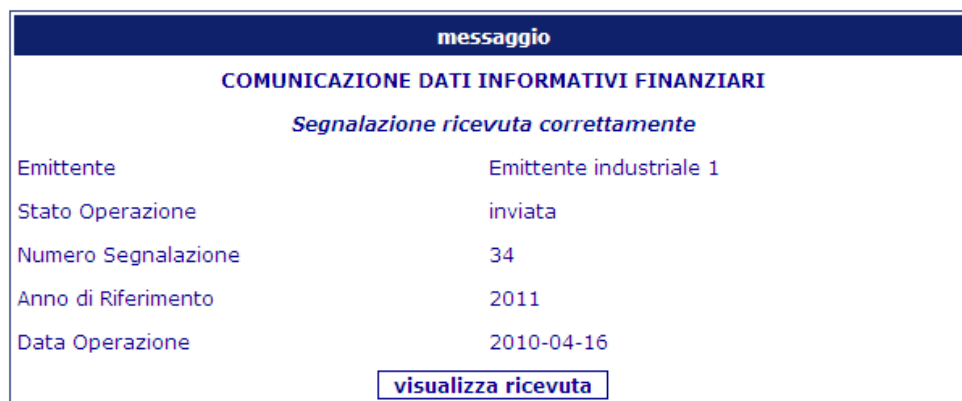 messaggio
COMUNICAZIONE DATI INFORMATIVI FINANZIARI
Segnalazione ricevuta correttamente
Emittente Emittente industriale 1
Stato Operazione inviata
Numero Segnalazione 34
Anno di Riferimento 2011
Data Operazione 2010-04-16
visualizza ricevuta